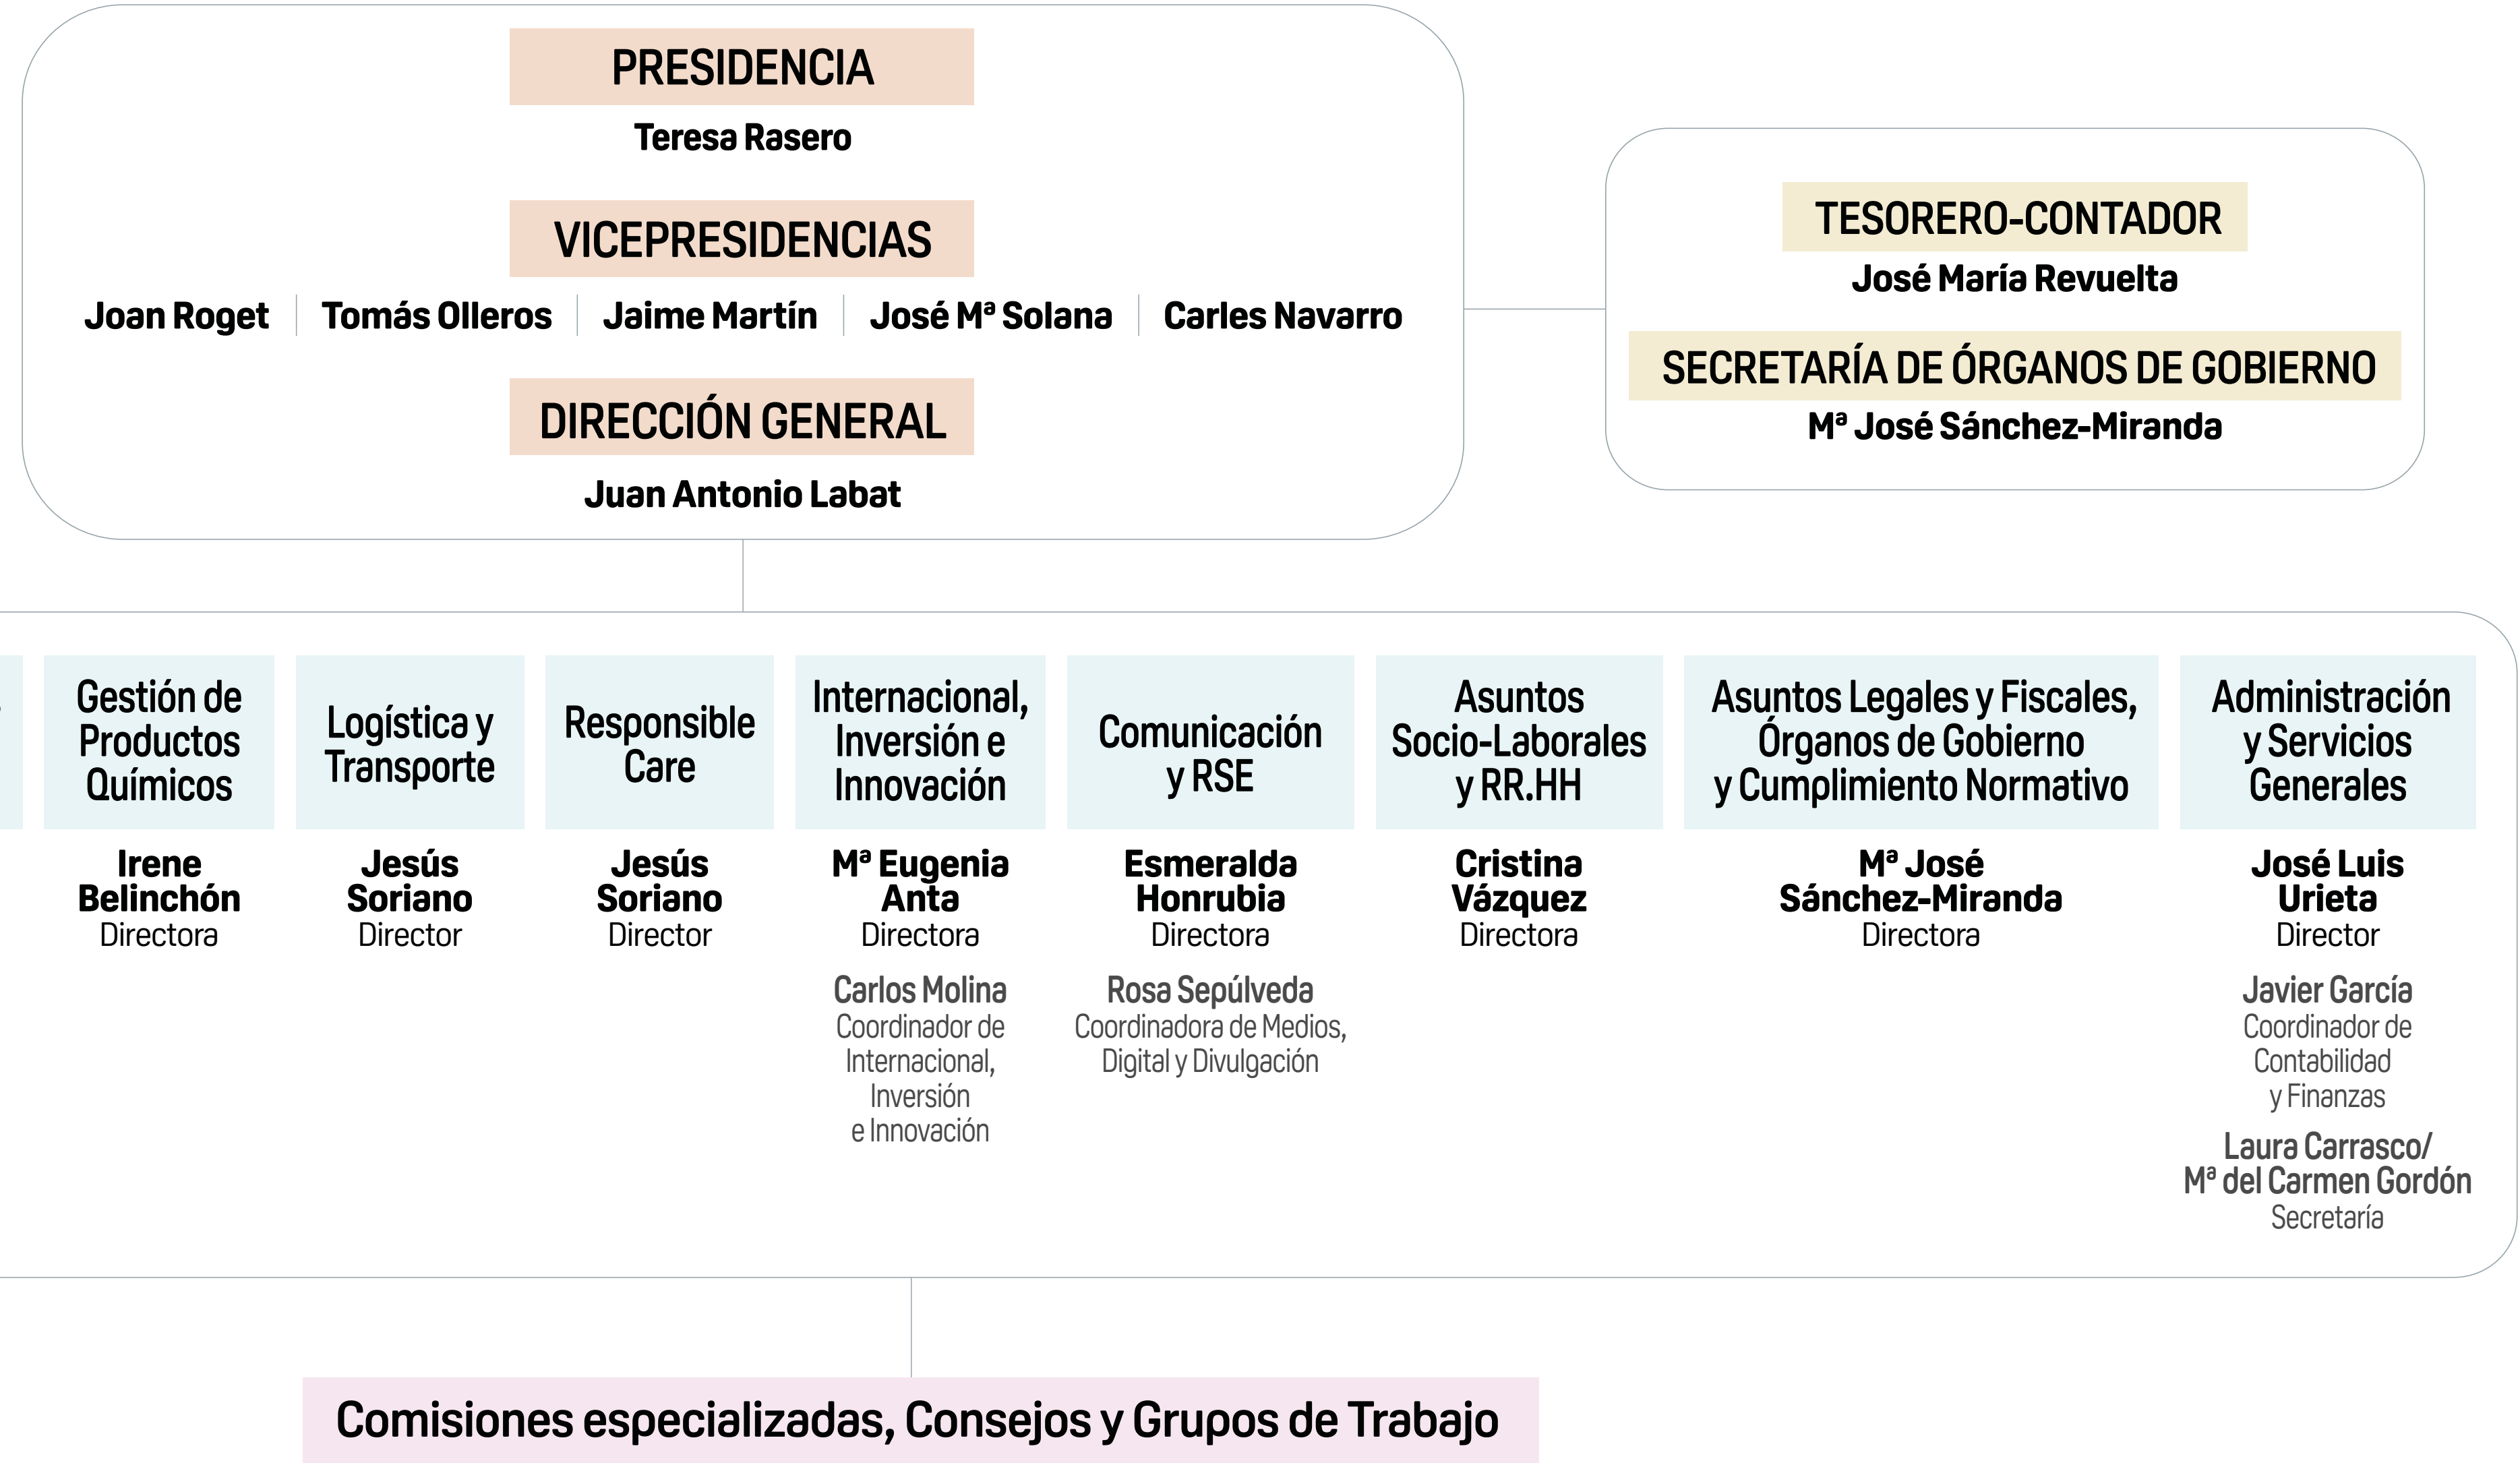 PRESIDENCIA
Teresa Rasero
VICEPRESIDENCIAS
Joan Roget
Tomás Olleros
Jaime Martín
José Mª Solana
Carles Navarro
DIRECCIÓN GENERAL
Juan Antonio Labat
TESORERO-CONTADOR
José María Revuelta
SECRETARÍA DE ÓRGANOS DE GOBIERNO
Mª José Sánchez-Miranda
Gestión de
Productos
Químicos
Irene
Belinchón
Directora
Logística y
Transporte
Jesús
Soriano
Director
Responsible
Care
Jesús
Soriano
Director
Internacional,
Inversión e
Innovación
Mª Eugenia
Anta
Directora
Carlos Molina
Coordinador de
Internacional,
Inversión
e Innovación
Comunicación
y RSE
Esmeralda
Honrubia
Directora
Rosa Sepúlveda
Coordinadora de Medios,
Digital y Divulgación
Asuntos
Socio-Laborales
y RR.HH
Cristina
Vázquez
Directora
Asuntos Legales y Fiscales,
Órganos de Gobierno
y Cumplimiento Normativo
Mª José
Sánchez-Miranda
Directora
Administración
y Servicios
Generales
José Luis
Urieta
Director
Javier García
Coordinador de
Contabilidad
y Finanzas
Laura Carrasco/
Mª del Carmen Gordón
Secretaría
Comisiones especializadas, Consejos y Grupos de Trabajo